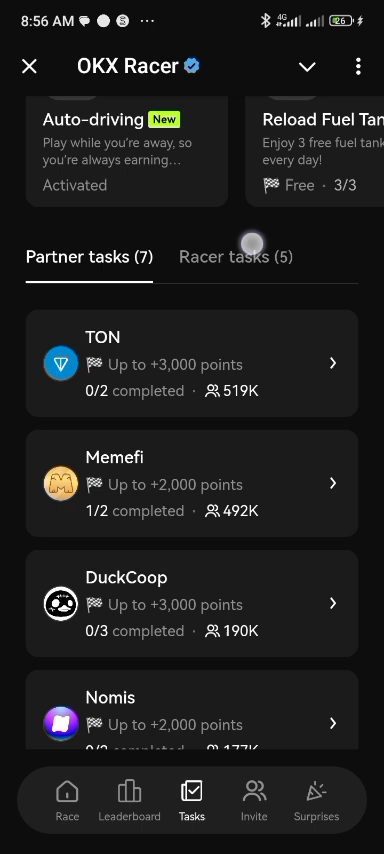 8:56 AM
4G
26
OKX Racer
Auto-driving New
Play while you're away, so
you're always earning...
Activated
Reload Fuel Tan
Enjoy 3 free fuel tank
every day!
Free · 3/3
Partner tasks (7)
Racer tasks (5)
TON
Up to +3,000 points
0/2 completed · 519K
Memefi
Up to +2,000 points
1/2 completed · 492K
DuckCoop
Up to +3,000 points
0/3 completed · 190K
Nomis
Up to +2,000 points
completed · 177K
Race
Leaderboard
Tasks
Invite
Surprises